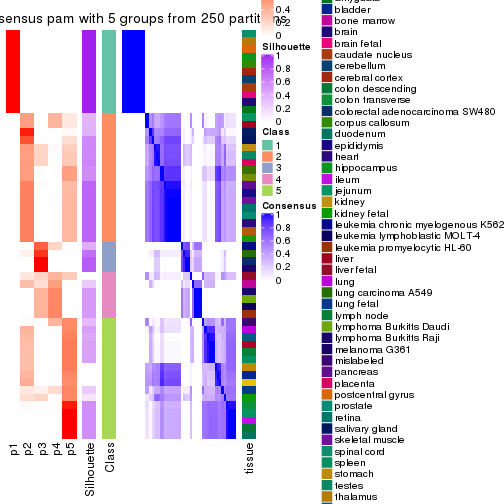 sensus pam with 5 groups from 250 partit
0.4
0.2
0
Silhouette
1
0.8
0.6
0.4
0.2
0
Class
1
2
3
4
5
Consensus
1
0.8
0.6
0.4
0.2
0
p1
p2
p3
p4
p5
Silhouette
Class
tissue
bladder
bone marrow
brain
brain fetal
caudate nucleus
cerebellum
cerebral cortex
colon descending
colon transverse
colorectal adenocarcinoma SW480
corpus callosum
duodenum
epididymis
heart
hippocampus
ileum
jejunum
kidney
kidney fetal
leukemia chronic myelogenous K562
leukemia lymphoblastic MOLT-4
leukemia promyelocytic HL-60
liver
liver fetal
lung
lung carcinoma A549
lung fetal
lymph node
lymphoma Burkitts Daudi
lymphoma Burkitts Raji
melanoma G361
mislabeled
pancreas
placenta
postcentral gyrus
prostate
retina
salivary gland
skeletal muscle
spinal cord
spleen
stomach
testes
thalamus